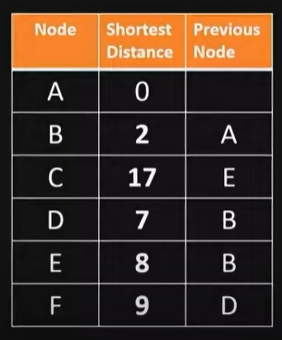 Node Shortest Distance Previous Node
A 0
B 2 A
C 17 E
D 7 B
E 8 B
F 9 D